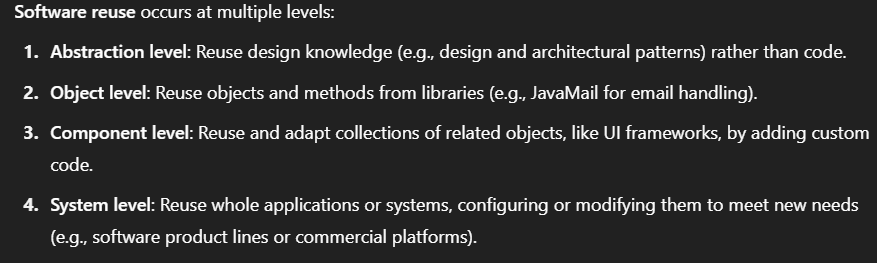 Software reuse occurs at multiple levels:
1. Abstraction level: Reuse design knowledge (e.g., design and architectural patterns) rather than code.
2. Object level: Reuse objects and methods from libraries (e.g., JavaMail for email handling).
3. Component level: Reuse and adapt collections of related objects, like UI frameworks, by adding custom
code.
4. System level: Reuse whole applications or systems, configuring or modifying them to meet new needs
(e.g., software product lines or commercial platforms).